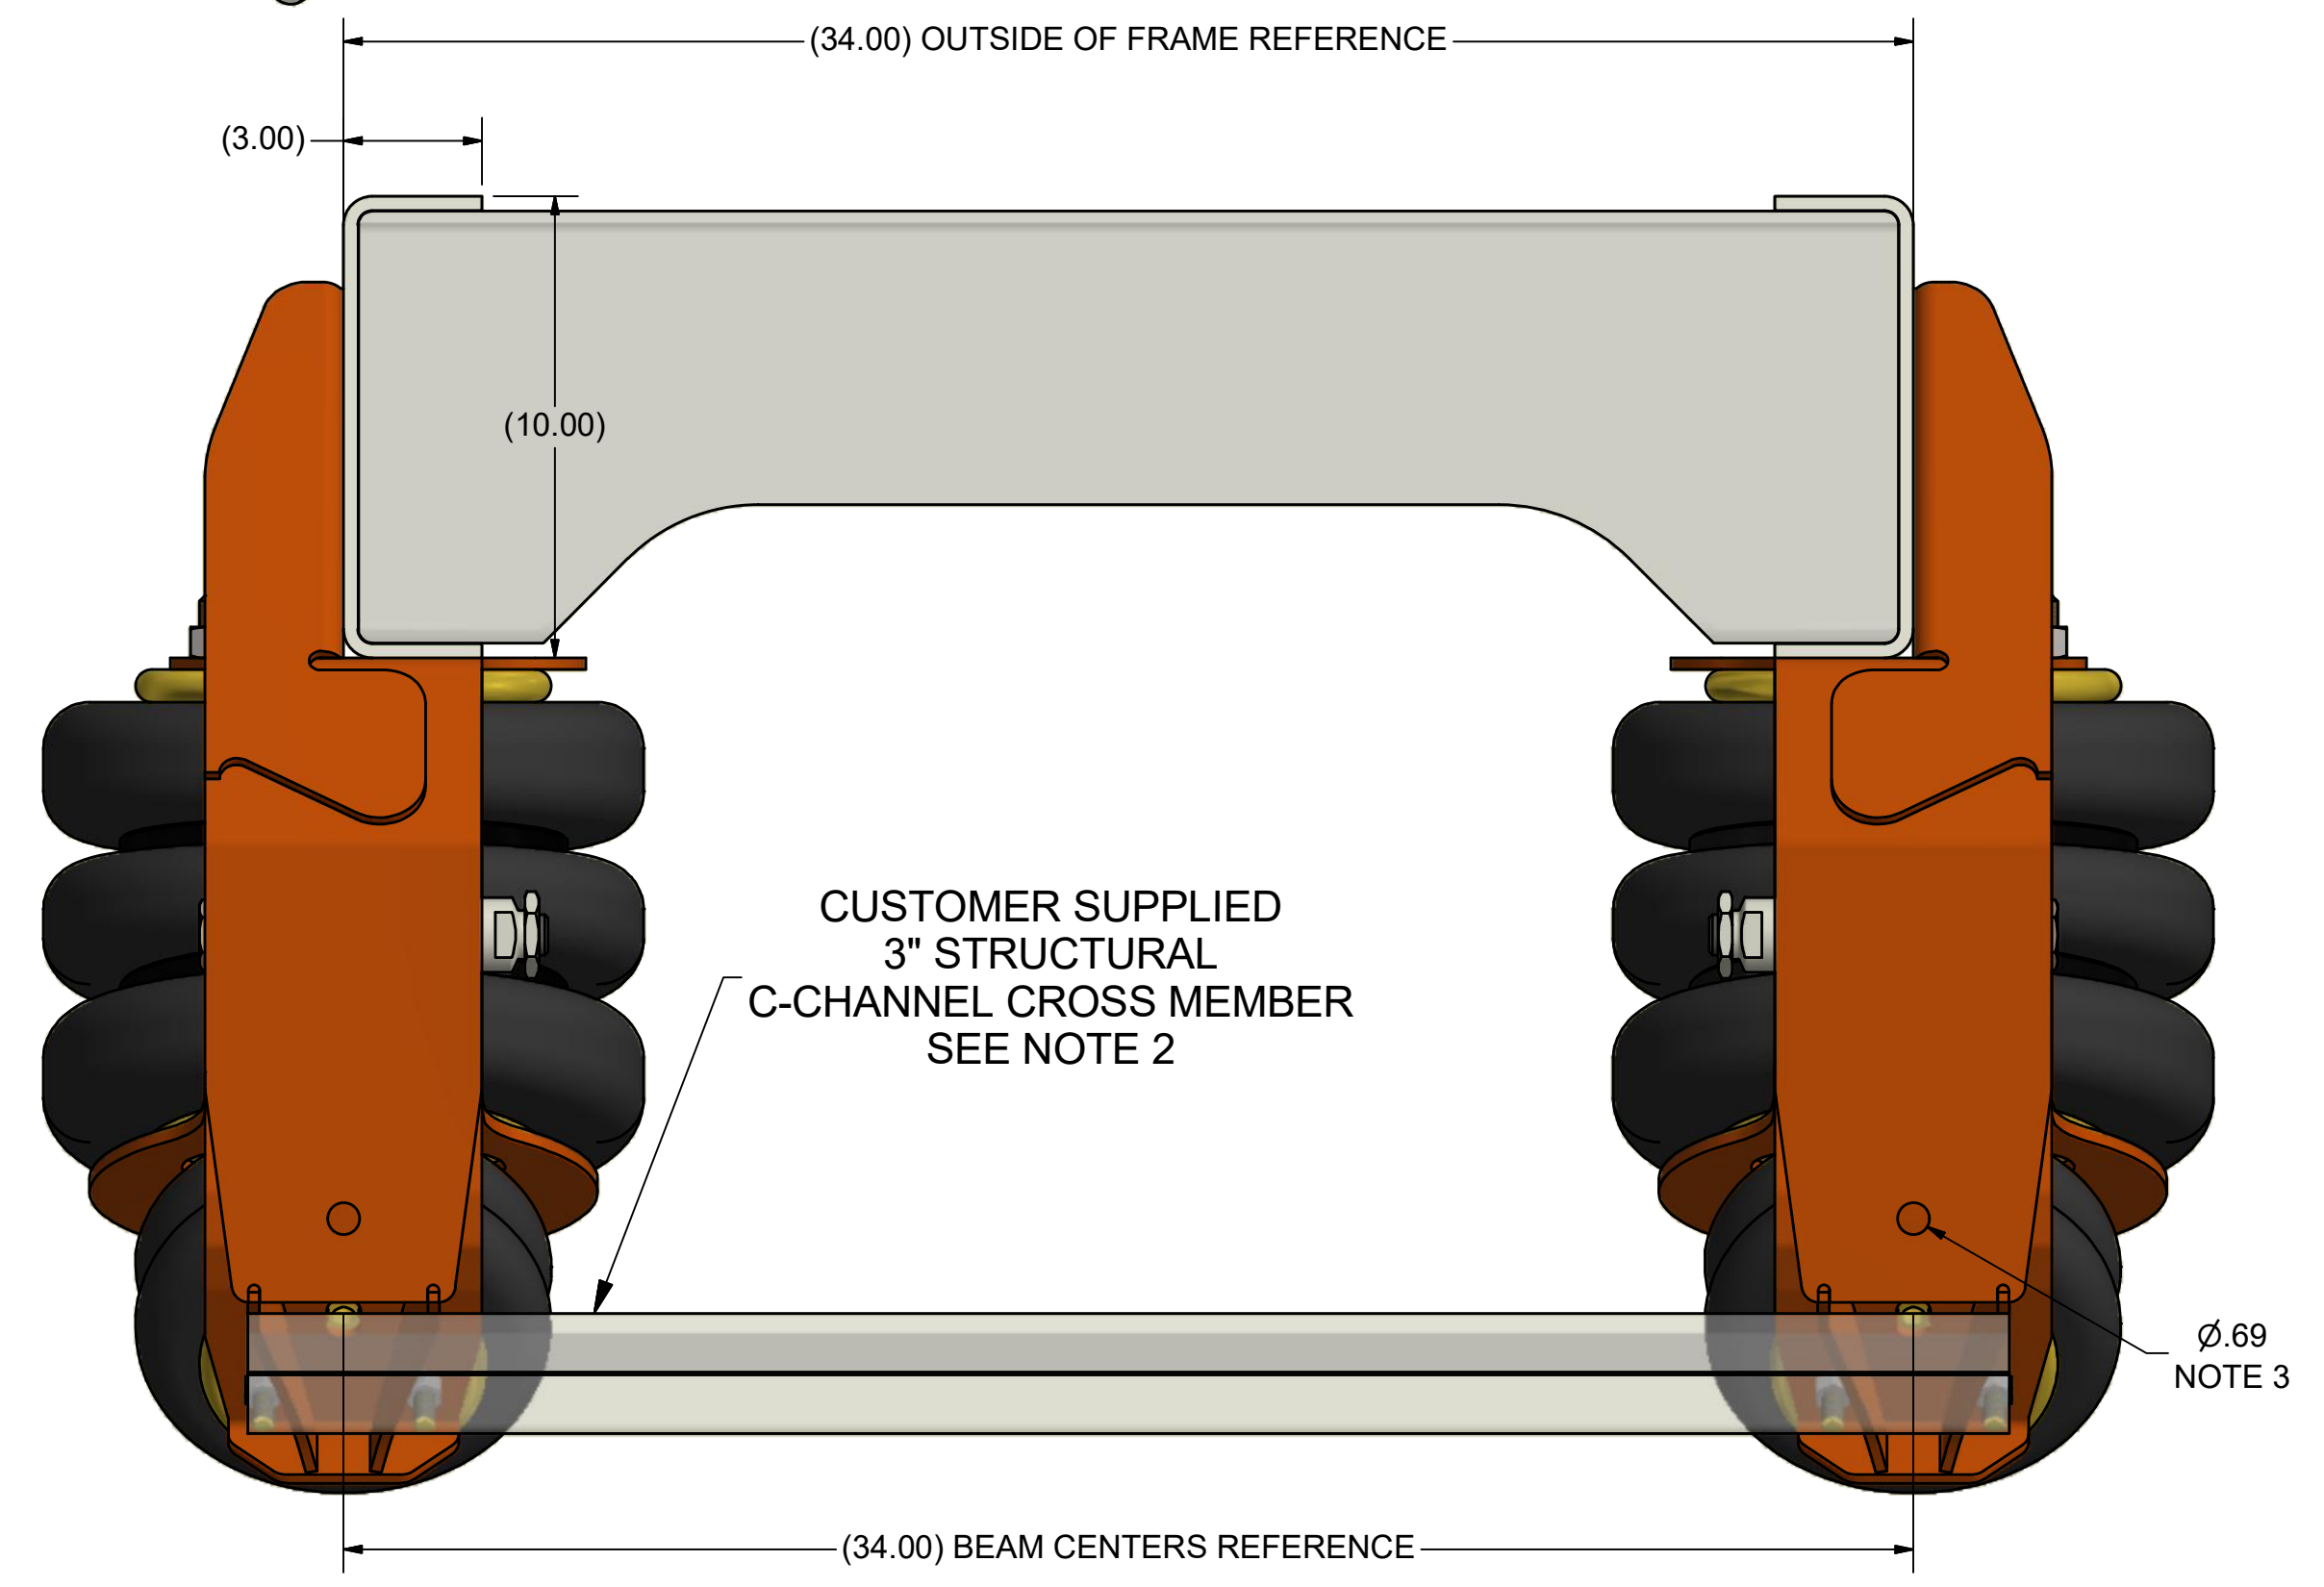 (34.00) OUTSIDE OF FRAME REFERENCE
(3.00)
(10.00)
CUSTOMER SUPPLIED
3" STRUCTURAL
C-CHANNEL CROSS MEMBER
SEE NOTE 2
Ø.69
NOTE 3
(34.00) BEAM CENTERS REFERENCE